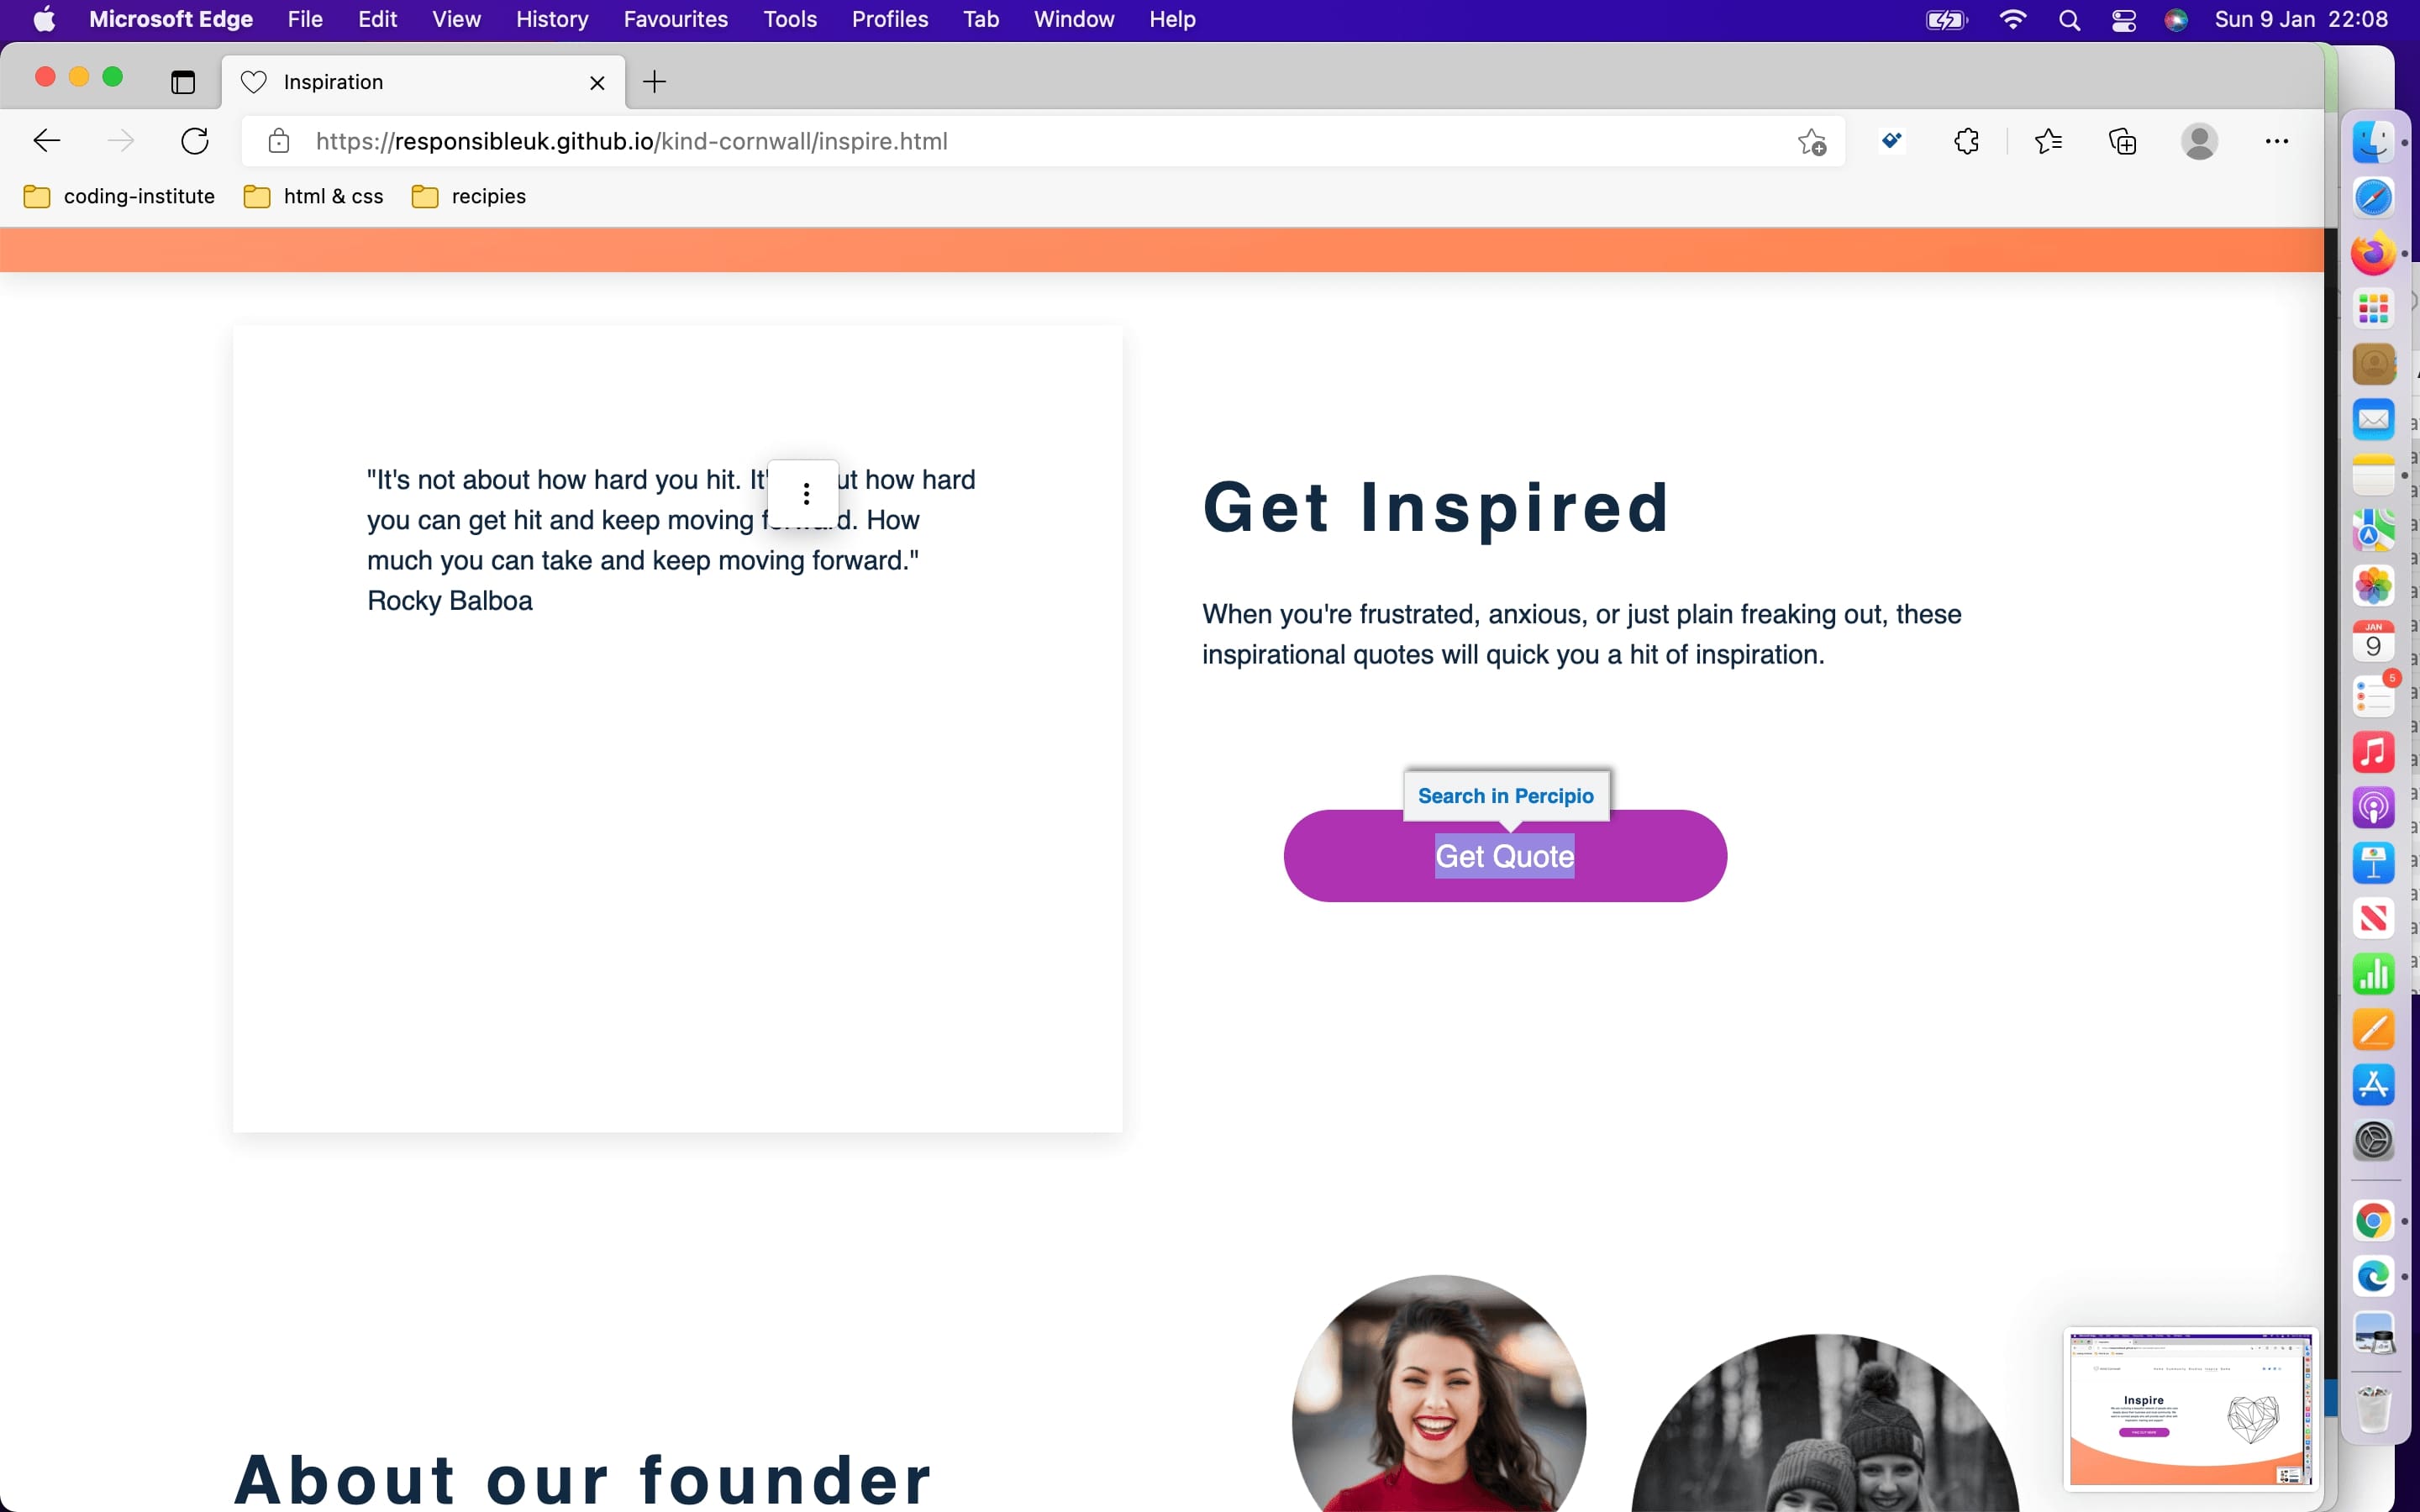 Microsoft Edge File Edit View History Favourites Tools Profiles Tab Window Help Sun 9 Jan 22:08
Inspiration
https://responsibleuk.github.io/kind-cornwall/inspire.html
coding-institute html & css recipies
"It's not about how hard you hit. It' ut how hard
you can get hit and keep moving d. How
much you can take and keep moving forward."
Rocky Balboa
Get Inspired
When you're frustrated, anxious, or just plain freaking out, these
inspirational quotes will quick you a hit of inspiration.
Search in Percipio
Get Quote
About our founder
JAN
9
5
Inspire